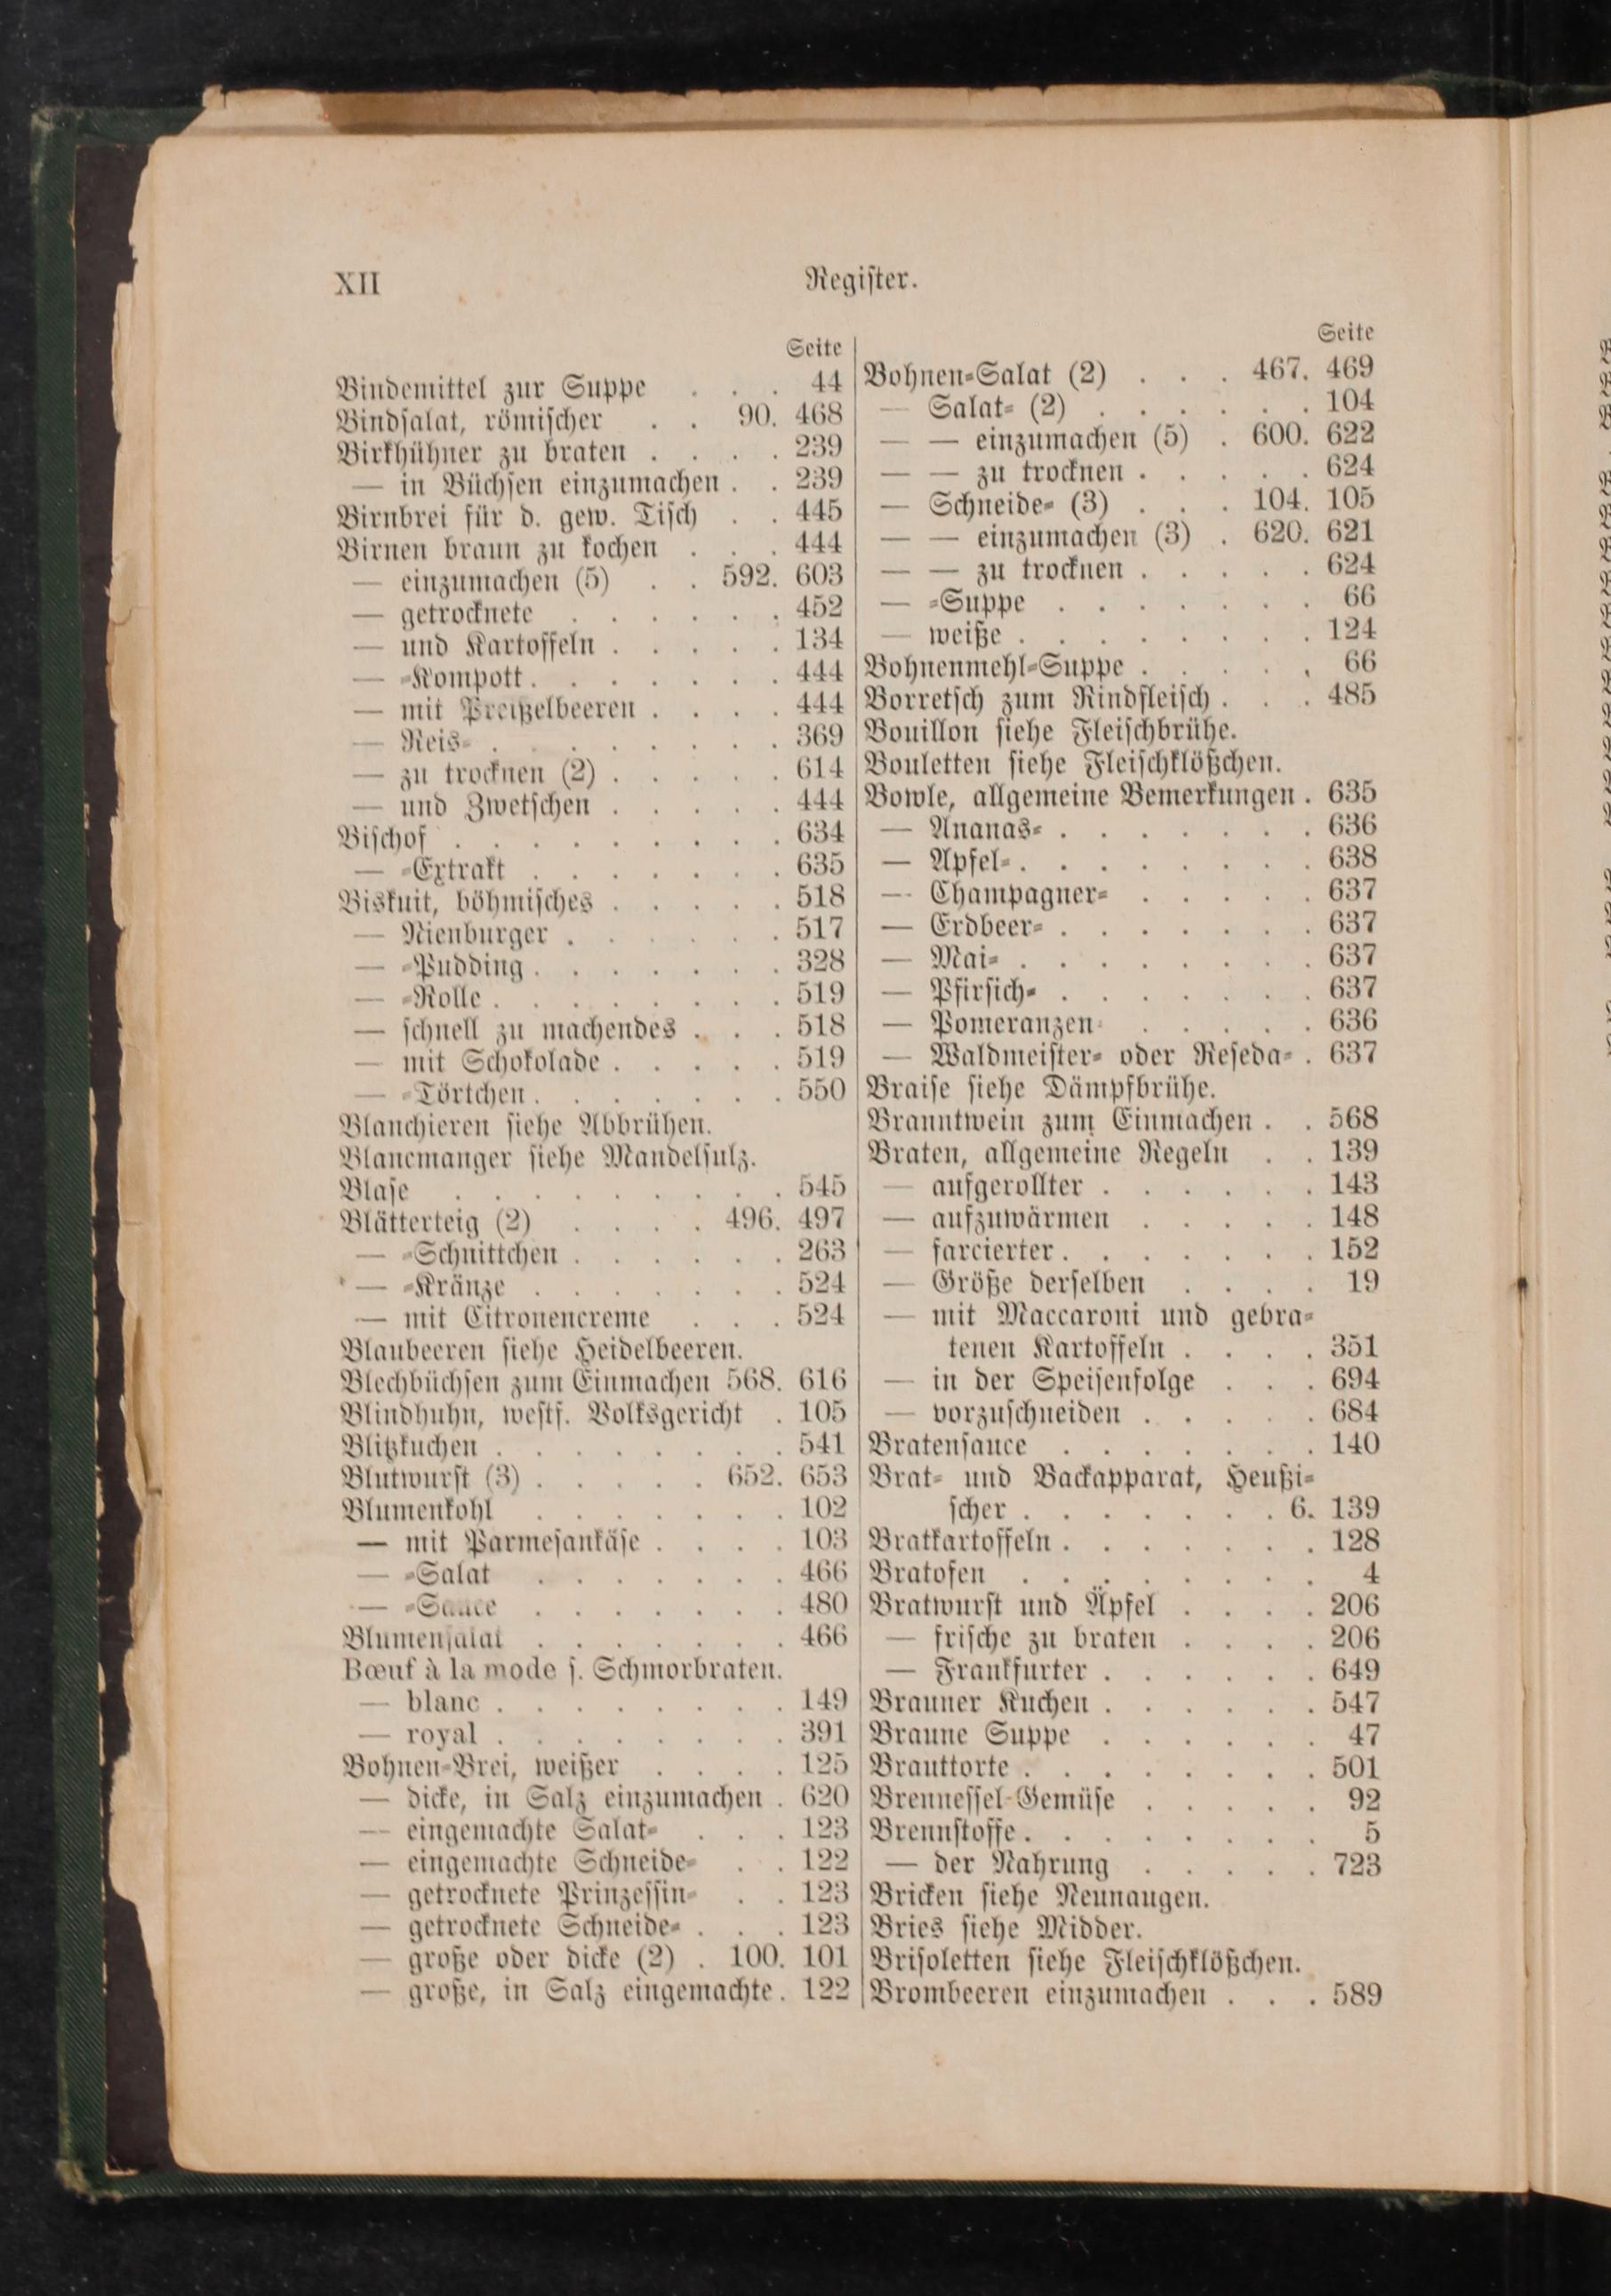 XII
Register.
Seite
Bindemittel zur Suppe . . . 44
Bindsalat, römischer . . 90. 468
Birkhühner zu braten . . . . 239
— in Büchsen einzumachen . . 239
Birnbrei für d. gew. Tisch . . 445
Birnen braun zu kochen . . . 444
— einzumachen (5) . . 592. 603
— getrocknete . . . . . . 452
— und Kartoffeln . . . . . 134
— =Kompott . . . . . . . 444
— mit Preißelbeeren . . . . 444
— Reis= . . . . . . . . 369
— zu trocknen (2) . . . . . 614
— und Zwetschen . . . . . 444
Bischof . . . . . . . . . 634
— =Extrakt . . . . . . . 635
Biskuit, böhmisches . . . . . 518
— Nienburger . . . . . . 517
— =Pudding . . . . . . . 328
— =Rolle . . . . . . . . 519
— schnell zu machendes . . . 518
— mit Schokolade . . . . . 519
— =Törtchen . . . . . . . 550
Blanchieren siehe Abbrühen.
Blancmanger siehe Mandelsulz.
Blase . . . . . . . . . 545
Blätterteig (2) . . . . 496. 497
— =Schnittchen . . . . . . 263
— =Kränze . . . . . . . 524
— mit Citronencreme . . . 524
Blaubeeren siehe Heidelbeeren.
Blechbüchsen zum Einmachen 568. 616
Blindhuhn, westf. Volksgericht . 105
Blitzkuchen . . . . . . . . 541
Blutwurst (3) . . . . . 652. 653
Blumenkohl . . . . . . . 102
— mit Parmesankäse . . . . 103
— =Salat . . . . . . . 466
— =Sauce . . . . . . . 480
Blumensalat . . . . . . . 466
Bœuf à la mode s. Schmorbraten.
— blanc . . . . . . . . 149
— royal . . . . . . . . 391
Bohnen=Brei, weißer . . . . 125
— dicke, in Salz einzumachen . 620
— eingemachte Salat= . . . 123
— eingemachte Schneide= . . 122
— getrocknete Prinzessin= . . 123
— getrocknete Schneide= . . . 123
— große oder dicke (2) . 100. 101
— große, in Salz eingemachte . 122
Seite
Bohnen=Salat (2) . . . 467. 469
— Salat= (2) . . . . . . 104
— — einzumachen (5) . 600. 622
— — zu trocknen . . . . . 624
— Schneide= (3) . . . 104. 105
— — einzumachen (3) . 620. 621
— — zu trocknen . . . . . 624
— =Suppe . . . . . . . 66
— weiße . . . . . . . . 124
Bohnenmehl=Suppe . . . . . 66
Borretsch zum Rindfleisch . . . 485
Bouillon siehe Fleischbrühe.
Bouletten siehe Fleischklößchen.
Bowle, allgemeine Bemerkungen . 635
— Ananas= . . . . . . . 636
— Apfel= . . . . . . . . 638
— Champagner= . . . . . 637
— Erdbeer= . . . . . . . 637
— Mai= . . . . . . . . 637
— Pfirsich= . . . . . . . 637
— Pomeranzen= . . . . . 636
— Waldmeister= oder Reseda= . 637
Braise siehe Dämpfbrühe.
Branntwein zum Einmachen . . 568
Braten, allgemeine Regeln . . 139
— aufgerollter . . . . . . 143
— aufzuwärmen . . . . . 148
— farcierter . . . . . . . 152
— Größe derselben . . . . 19
— mit Maccaroni und gebra=
tenen Kartoffeln . . . . 351
— in der Speisenfolge . . . 694
— vorzuschneiden . . . . . 684
Bratensauce . . . . . . . 140
Brat= und Backapparat, Heußi=
scher . . . . . . . 6. 139
Bratkartoffeln . . . . . . . 128
Bratofen . . . . . . . . 4
Bratwurst und Äpfel . . . . 206
— frische zu braten . . . . 206
— Frankfurter . . . . . . 649
Brauner Kuchen . . . . . . 547
Braune Suppe . . . . . . 47
Brauttorte . . . . . . . . 501
Brennessel=Gemüse . . . . . 92
Brennstoffe . . . . . . . . 5
— der Nahrung . . . . . 723
Bricken siehe Neunaugen.
Bries siehe Midder.
Brisoletten siehe Fleischklößchen.
Brombeeren einzumachen . . . 589